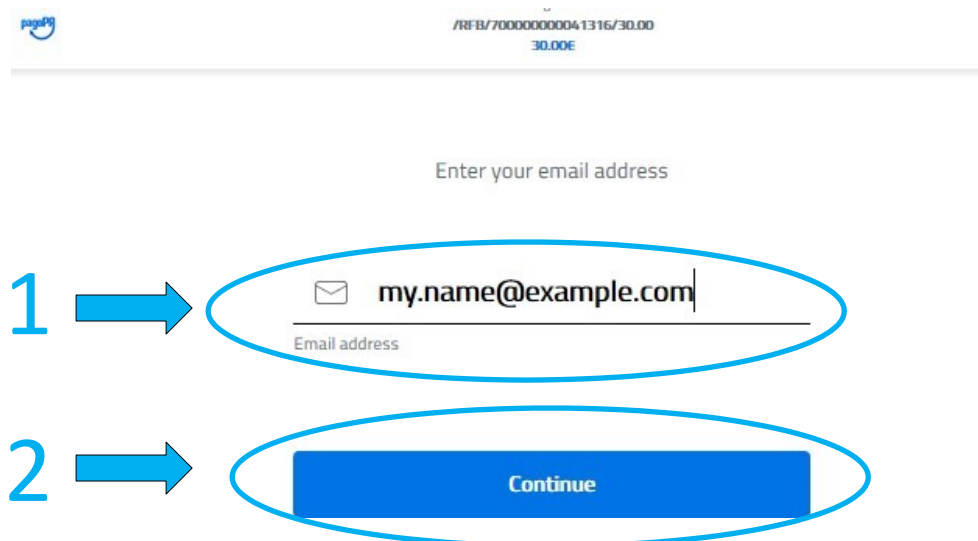 pagoPA
/RFB/700000000041316/30.00
30.00€
Enter your email address
1
my.name@example.com
Email address
2
Continue